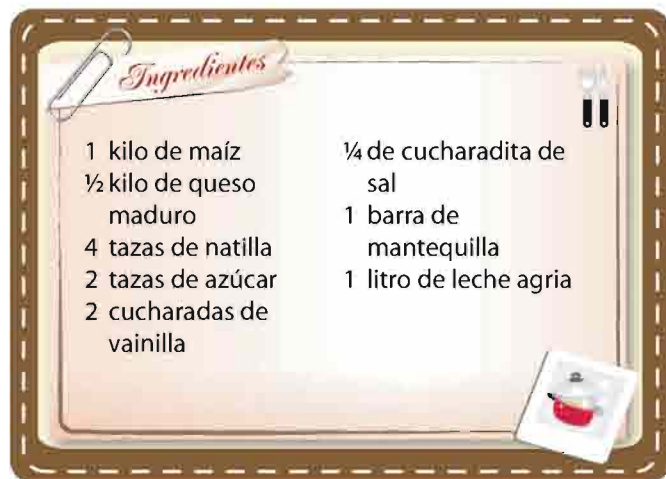 Ingredientes
1 kilo de maíz
½ kilo de queso
maduro
4 tazas de natilla
2 tazas de azúcar
2 cucharadas de
vainilla
¼ de cucharadita de
sal
1 barra de
mantequilla
1 litro de leche agria